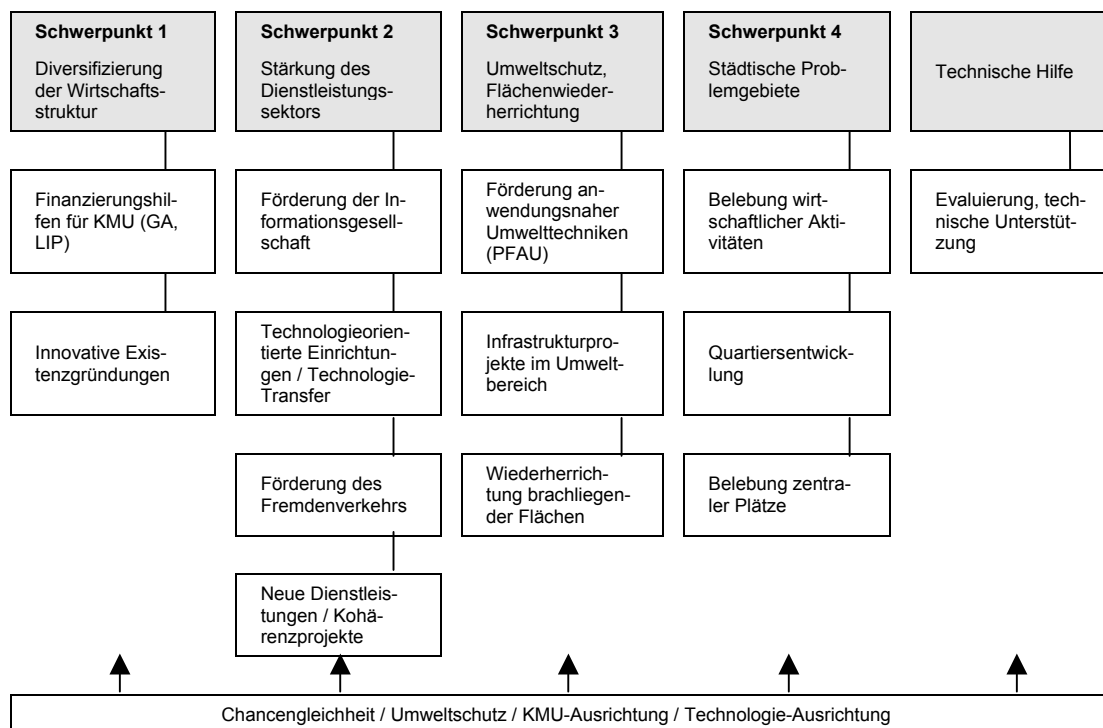 Schwerpunkt 1
Diversifizierung
der Wirtschafts-
struktur
Schwerpunkt 2
Stärkung des
Dienstleistungs-
sektors
Schwerpunkt 3
Umweltschutz,
Flächenwieder-
herrichtung
Schwerpunkt 4
Städtische Prob-
lemgebiete
Technische Hilfe
Finanzierungshil-
fen für KMU (GA,
LIP)
Förderung der In-
formationsgesell-
schaft
Förderung an-
wendungsnaher
Umwelttechniken
(PFAU)
Belebung wirt-
schaftlicher Akti-
vitäten
Evaluierung, tech-
nische Unterstüt-
zung
Innovative Exis-
tenzgründungen
Technologieorien-
tierte Einrichtun-
gen / Technologie-
Transfer
Infrastrukturpro-
jekte im Umwelt-
bereich
Quartiersentwick-
lung
Förderung des
Fremdenverkehrs
Wiederherrich-
tung brachliegen-
der Flächen
Belebung zentra-
ler Plätze
Neue Dienstleis-
tungen / Kohä-
renzprojekte
Chancengleichheit / Umweltschutz / KMU-Ausrichtung / Technologie-Ausrichtung